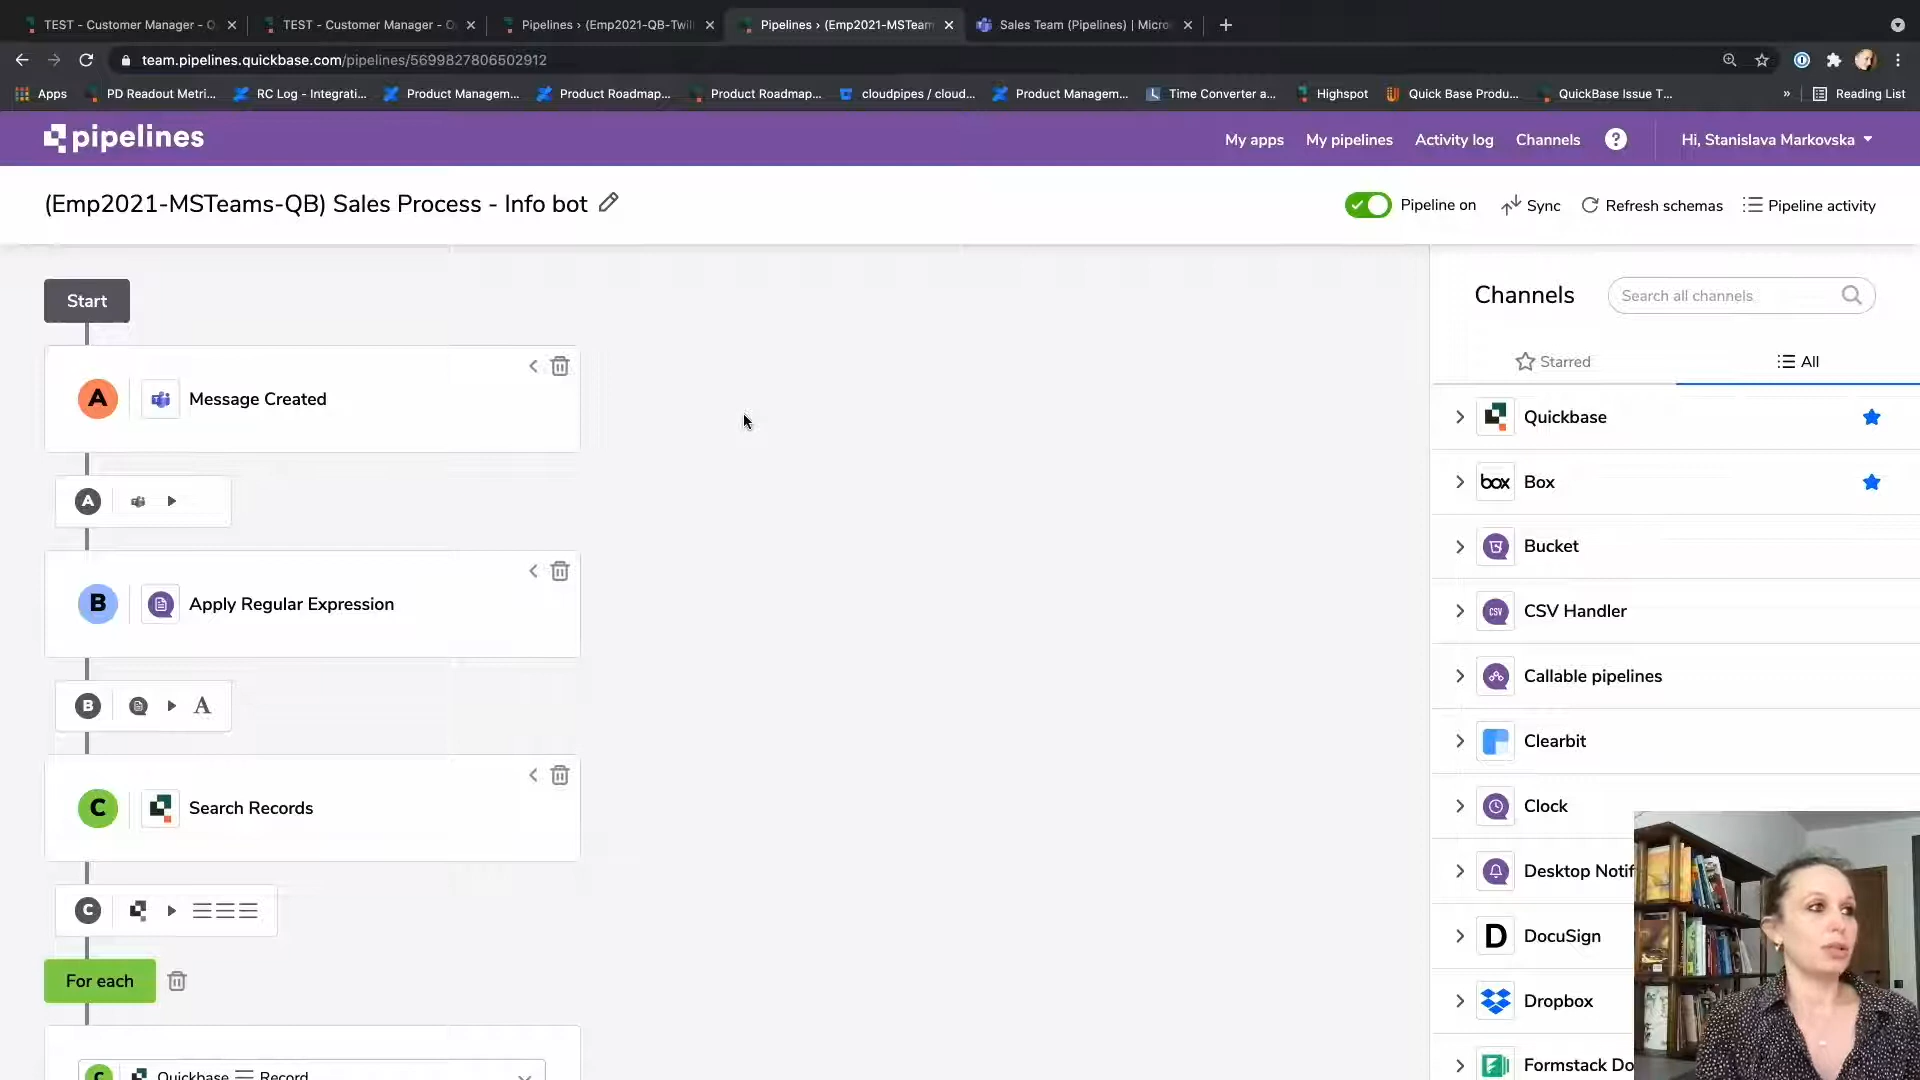 TEST - Customer Manager - Q
TEST - Customer Manager - Q
Pipelines › (Emp2021-QB-Twil
Pipelines › (Emp2021-MSTeam
Sales Team (Pipelines) | Micro
team.pipelines.quickbase.com/pipelines/5699827806502912
Apps
PD Readout Metri...
RC Log - Integrati...
Product Managem...
Product Roadmap...
Product Roadmap...
cloudpipes / cloud...
Product Managem...
Time Converter a...
Highspot
Quick Base Produ...
QuickBase Issue T...
»
Reading List
pipelines
My apps
My pipelines
Activity log
Channels
?
Hi, Stanislava Markovska
(Emp2021-MSTeams-QB) Sales Process - Info bot
Pipeline on
Sync
Refresh schemas
Pipeline activity
Start
A
Message Created
A
B
Apply Regular Expression
B
A
C
Search Records
C
For each
C
Quickbase
Record
Channels
Search all channels
Starred
All
Quickbase
box
Box
Bucket
CSV
CSV Handler
Callable pipelines
Clearbit
Clock
Desktop Notif
D
DocuSign
Dropbox
Formstack Do